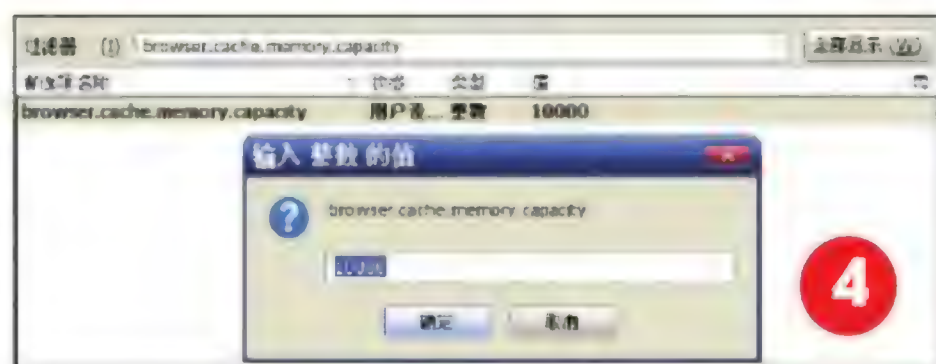 过滤器 (I) browser.cache.memory.capacity 全部显示 (W)
首选项名称 状态 类型 值
browser.cache.memory.capacity 用户设... 整数 10000
输入 整数 的值
browser.cache.memory.capacity
确定 取消
4